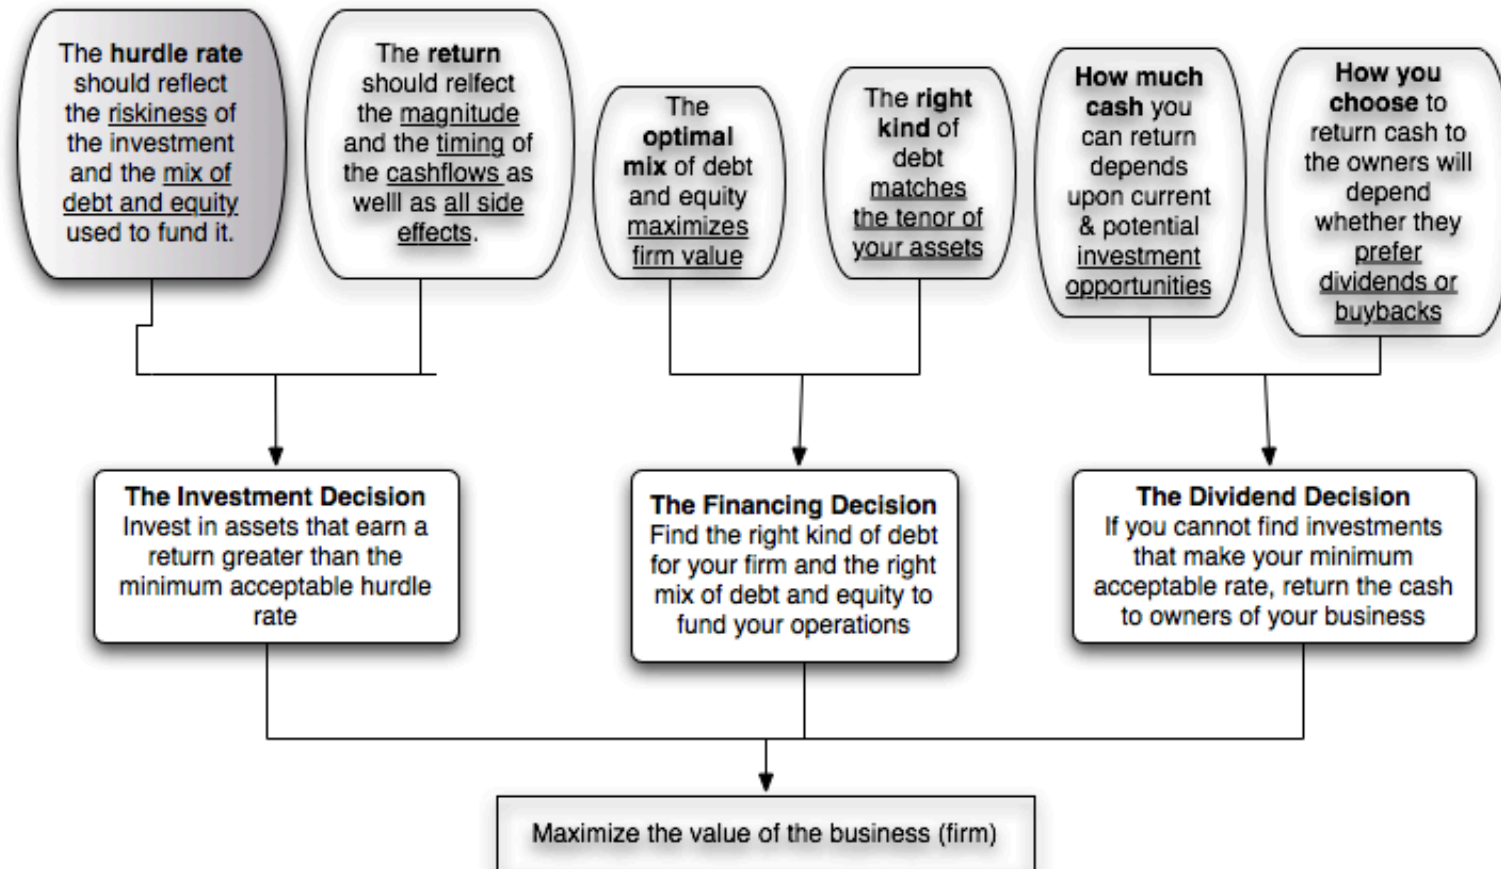 The hurdle rate
should reflect
the riskiness of
the investment
and the mix of
debt and equity
used to fund it.
The return
should relfect
the magnitude
and the timing of
the cashflows as
welll as all side
effects.
The
optimal
mix of debt
and equity
maximizes
firm value
The right
kind of
debt
matches
the tenor of
your assets
How much
cash you
can return
depends
upon current
& potential
investment
opportunities
How you
choose to
return cash to
the owners will
depend
whether they
prefer
dividends or
buybacks
The Investment Decision
Invest in assets that earn a
return greater than the
minimum acceptable hurdle
rate
The Financing Decision
Find the right kind of debt
for your firm and the right
mix of debt and equity to
fund your operations
The Dividend Decision
If you cannot find investments
that make your minimum
acceptable rate, return the cash
to owners of your business
Maximize the value of the business (firm)